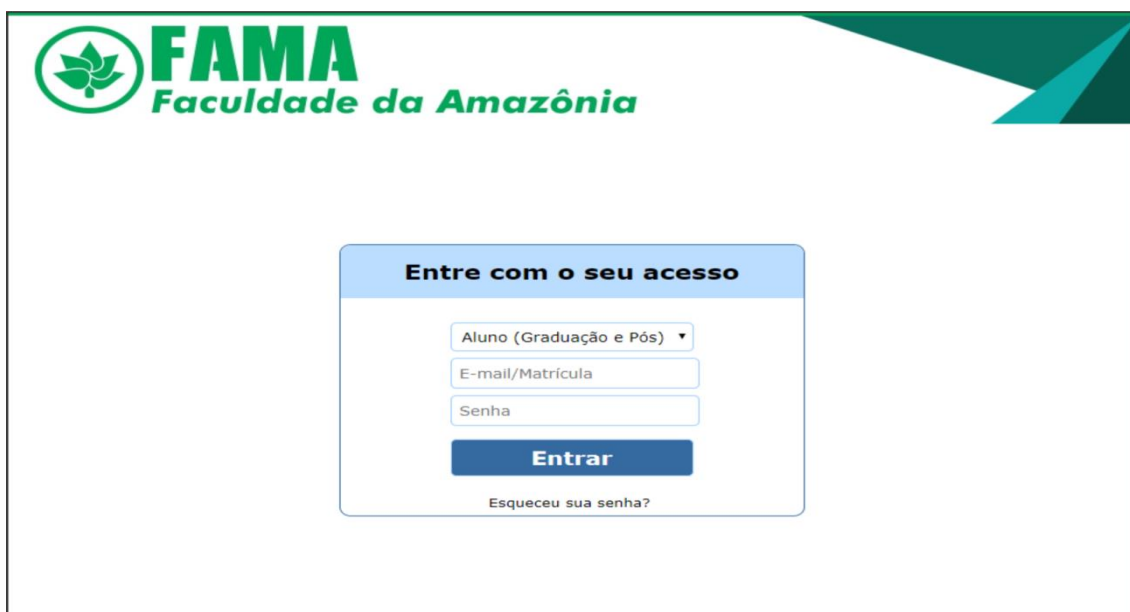 FAMA
Faculdade da Amazônia
Entre com o seu acesso
Aluno (Graduação e Pós)
E-mail/Matrícula
Senha
Entrar
Esqueceu sua senha?